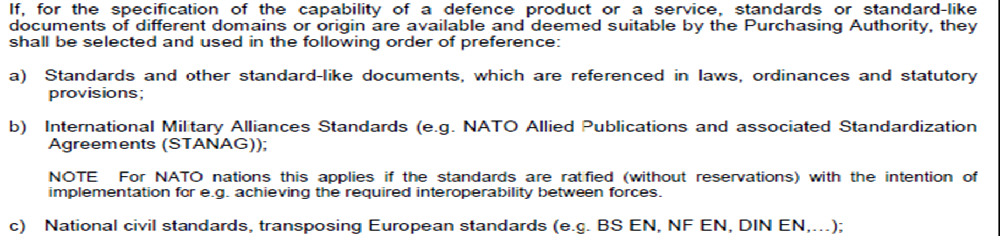 If, for the specification of the capability of a defence product or a service, standards or standard-like
documents of different domains or origin are available and deemed suitable by the Purchasing Authority, they
shall be selected and used in the following order of preference:
a) Standards and other standard-like documents, which are referenced in laws, ordinances and statutory
provisions;
b) International Military Alliances Standards (e.g. NATO Allied Publications and associated Standardization
Agreements (STANAG));
NOTE For NATO nations this applies if the standards are ratified (without reservations) with the intention of
implementation for e.g. achieving the required interoperability between forces.
c) National civil standards, transposing European standards (e.g. BS EN, NF EN, DIN EN,...);